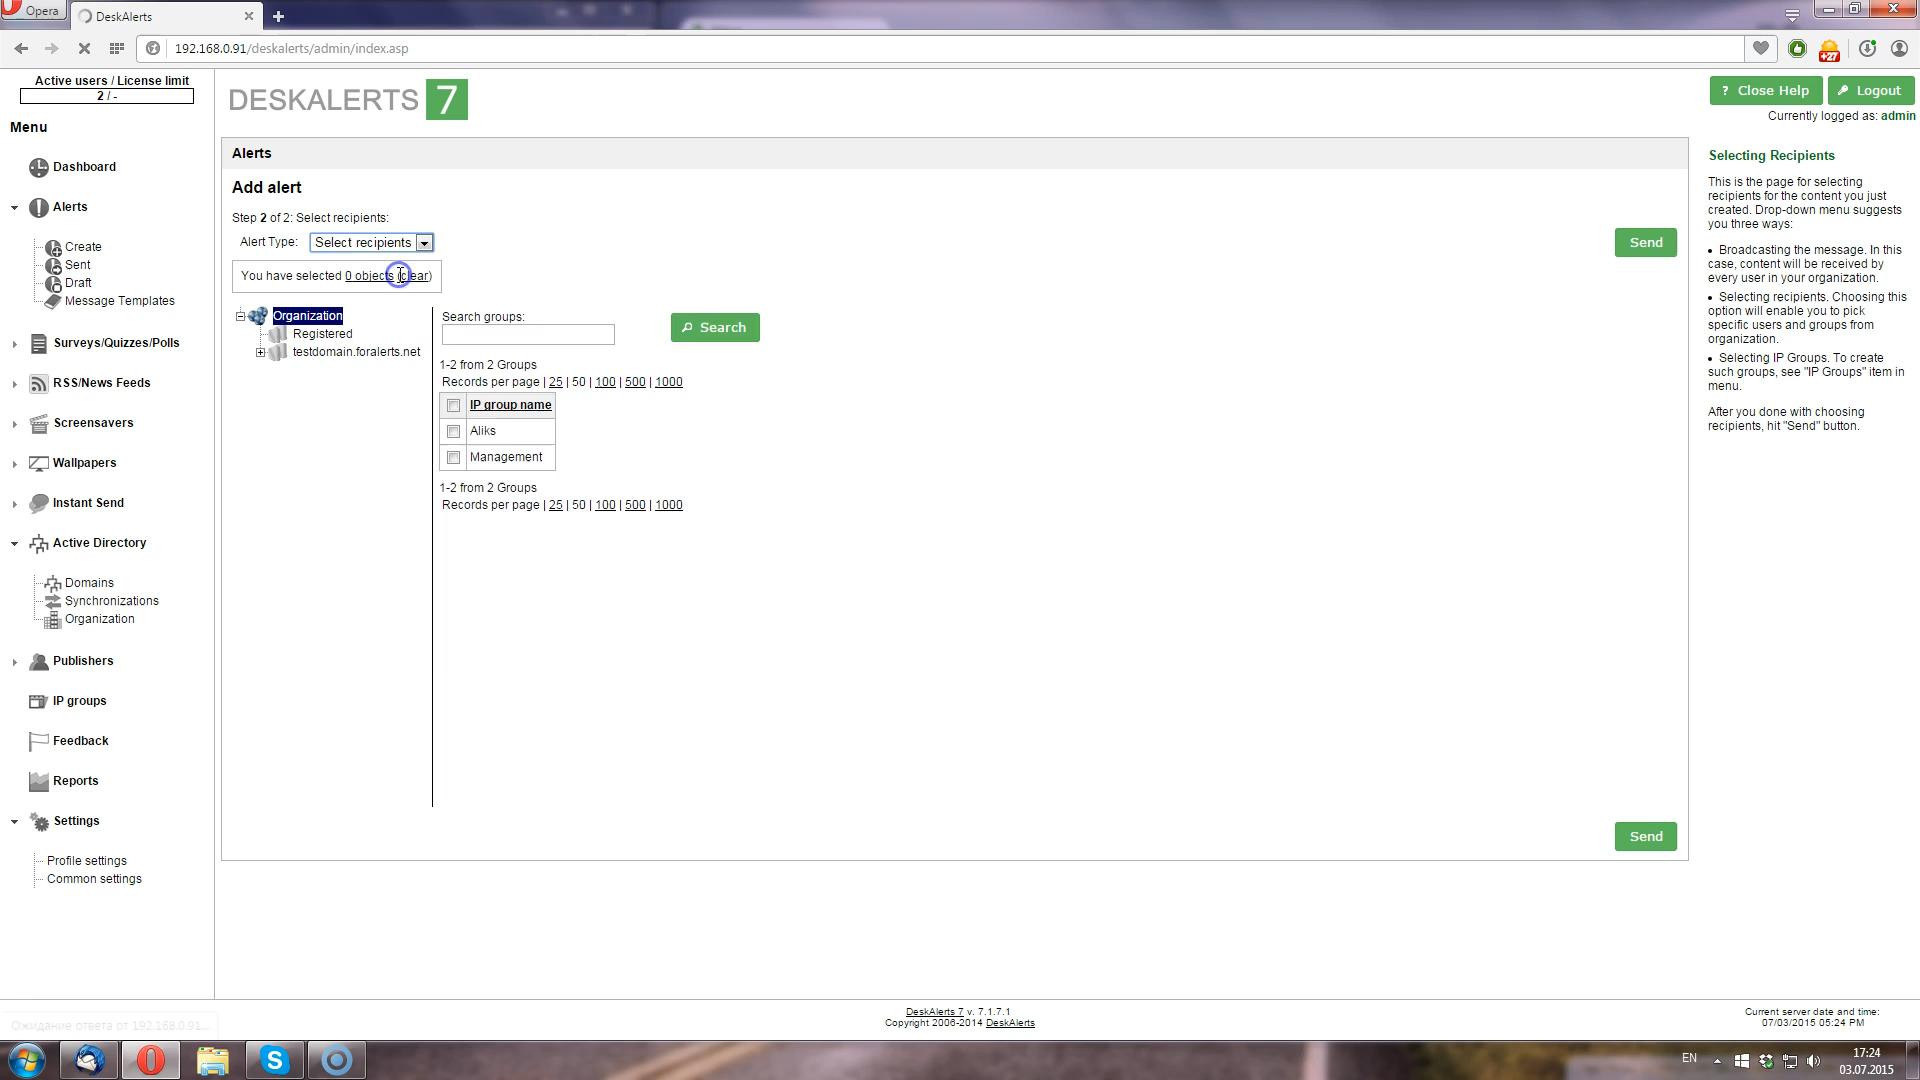 Opera
DeskAlerts
192.168.0.91/deskalerts/admin/index.asp
+27
Active users / License limit
2 / -
Menu
Dashboard
Alerts
Create
Sent
Draft
Message Templates
Surveys/Quizzes/Polls
RSS/News Feeds
Screensavers
Wallpapers
Instant Send
Active Directory
Domains
Synchronizations
Organization
Publishers
IP groups
Feedback
Reports
Settings
Profile settings
Common settings
DESKALERTS 7
? Close Help
Logout
Currently logged as: admin
Alerts
Add alert
Step 2 of 2: Select recipients:
Alert Type: Select recipients
Send
You have selected 0 objects (clear)
Organization
Registered
testdomain.foralerts.net
Search groups:
Search
1-2 from 2 Groups
Records per page | 25 | 50 | 100 | 500 | 1000
IP group name
Aliks
Management
1-2 from 2 Groups
Records per page | 25 | 50 | 100 | 500 | 1000
Send
Selecting Recipients
This is the page for selecting
recipients for the content you just
created. Drop-down menu suggests
you three ways:
• Broadcasting the message. In this
case, content will be received by
every user in your organization.
• Selecting recipients. Choosing this
option will enable you to pick
specific users and groups from
organization.
• Selecting IP Groups. To create
such groups, see "IP Groups" item in
menu.
After you done with choosing
recipients, hit "Send" button.
Ожидание ответа от 192.168.0.91...
DeskAlerts 7 v. 7.1.7.1
Copyright 2006-2014 DeskAlerts
Current server date and time:
07/03/2015 05:24 PM
EN
17:24
03.07.2015